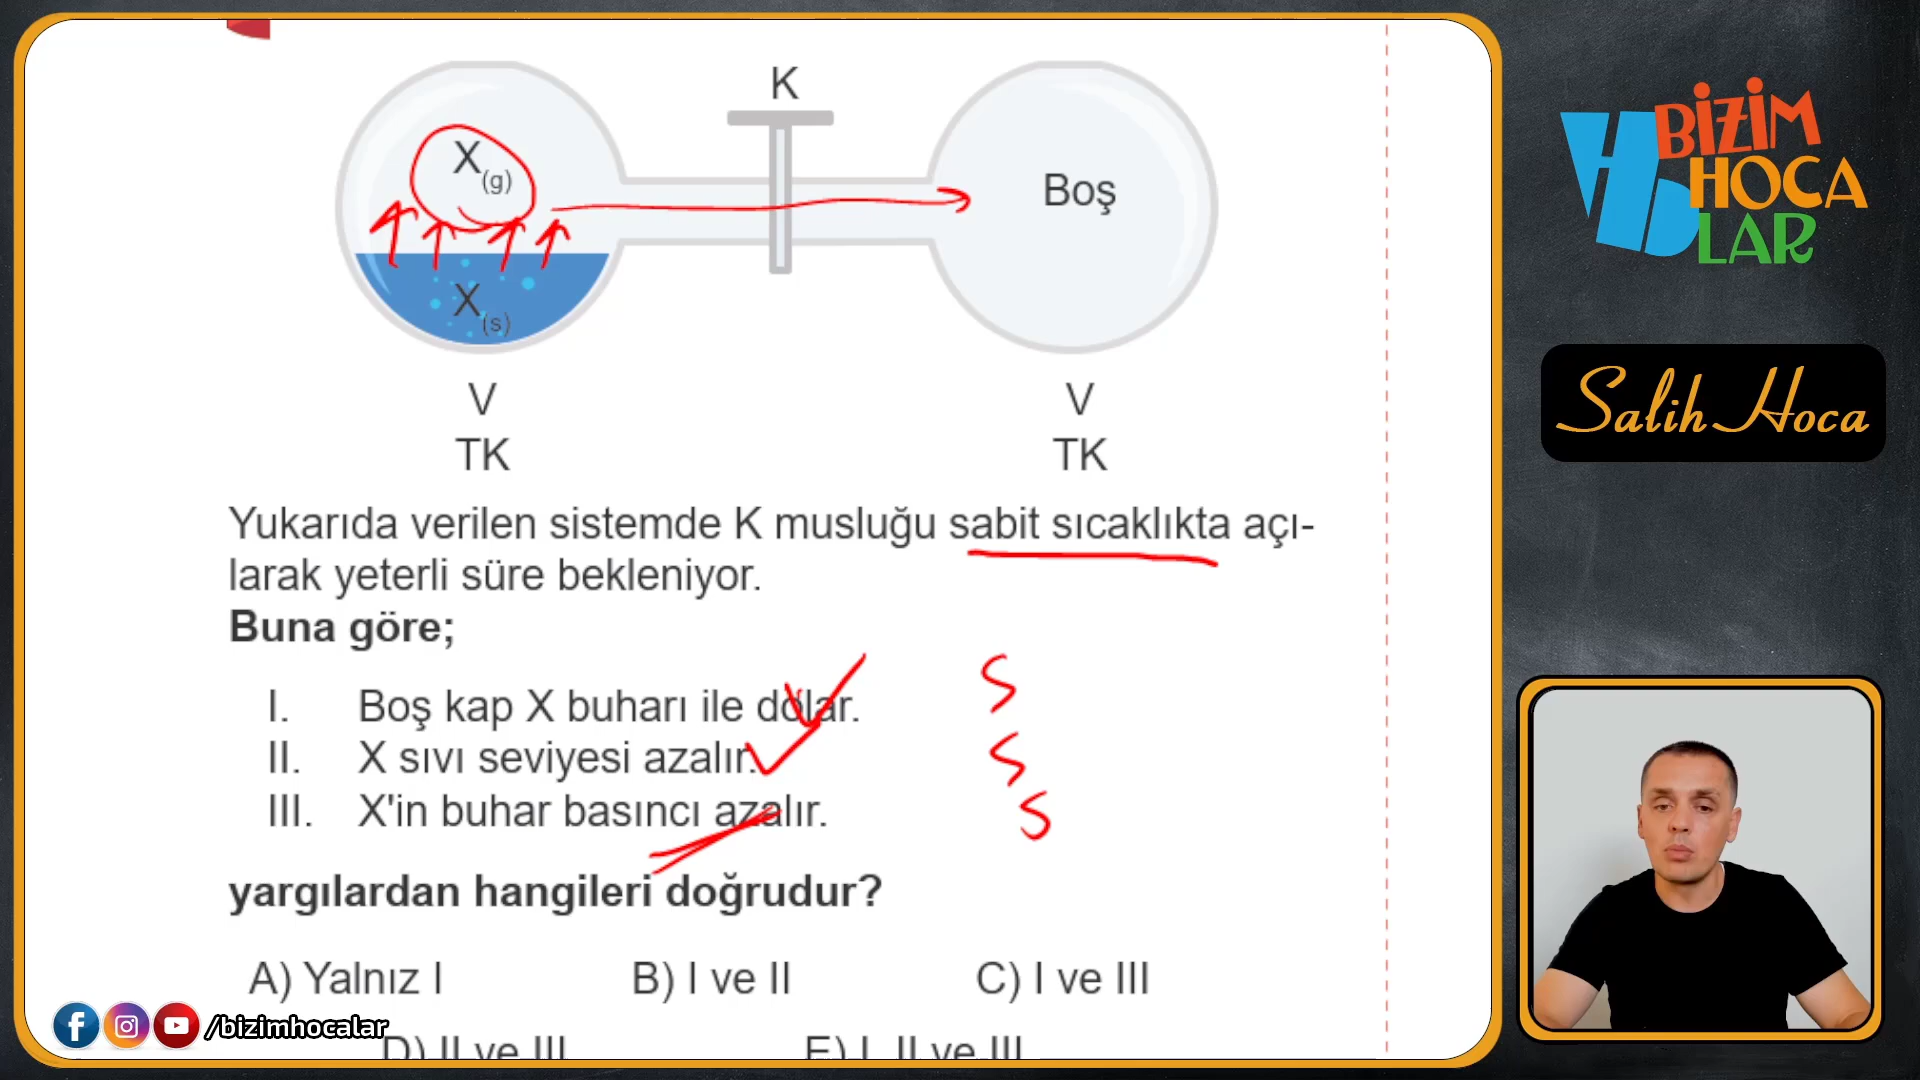 K
X(g)
Boş
X(s)
V
V
TK
TK
Yukarıda verilen sistemde K musluğu sabit sıcaklıkta açı-
larak yeterli süre bekleniyor.
Buna göre;
I. Boş kap X buharı ile dolar.
II. X sıvı seviyesi azalır.
III. X'in buhar basıncı azalır.
S
S
S
yargılardan hangileri doğrudur?
A) Yalnız I B) I ve II C) I ve III
D) II ve III E) I, II ve III
/bizimhocalar
BİZİM
HOCA
LAR
Salih Hoca